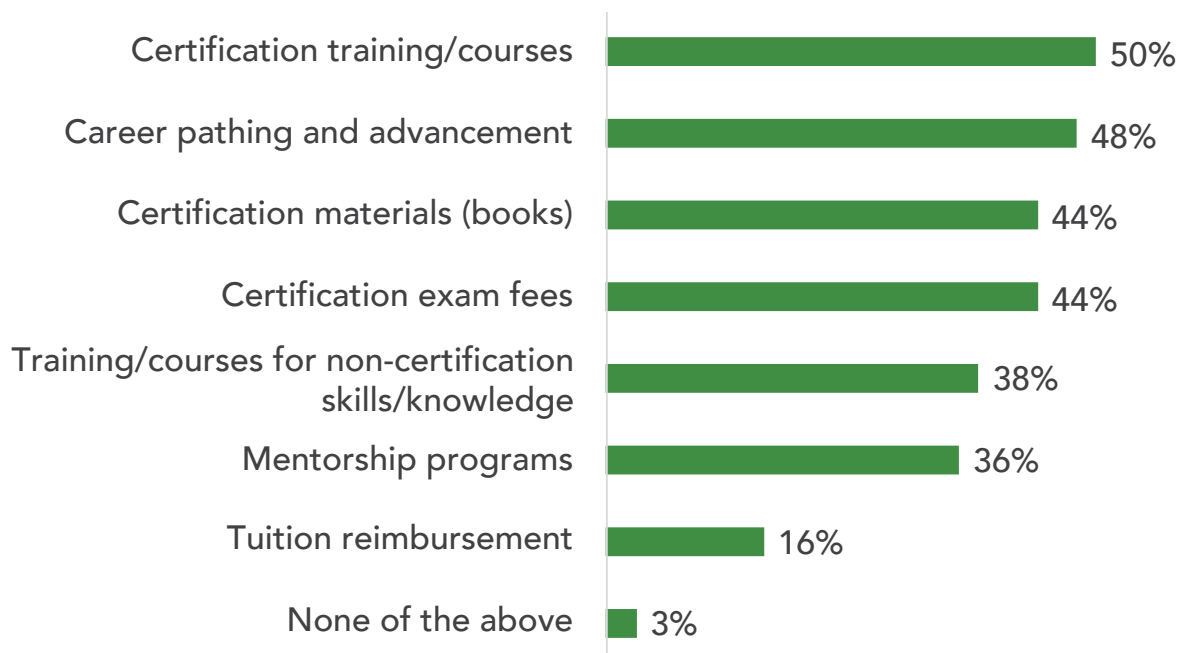 Certification training/courses 50%
Career pathing and advancement 48%
Certification materials (books) 44%
Certification exam fees 44%
Training/courses for non-certification
skills/knowledge 38%
Mentorship programs 36%
Tuition reimbursement 16%
None of the above 3%